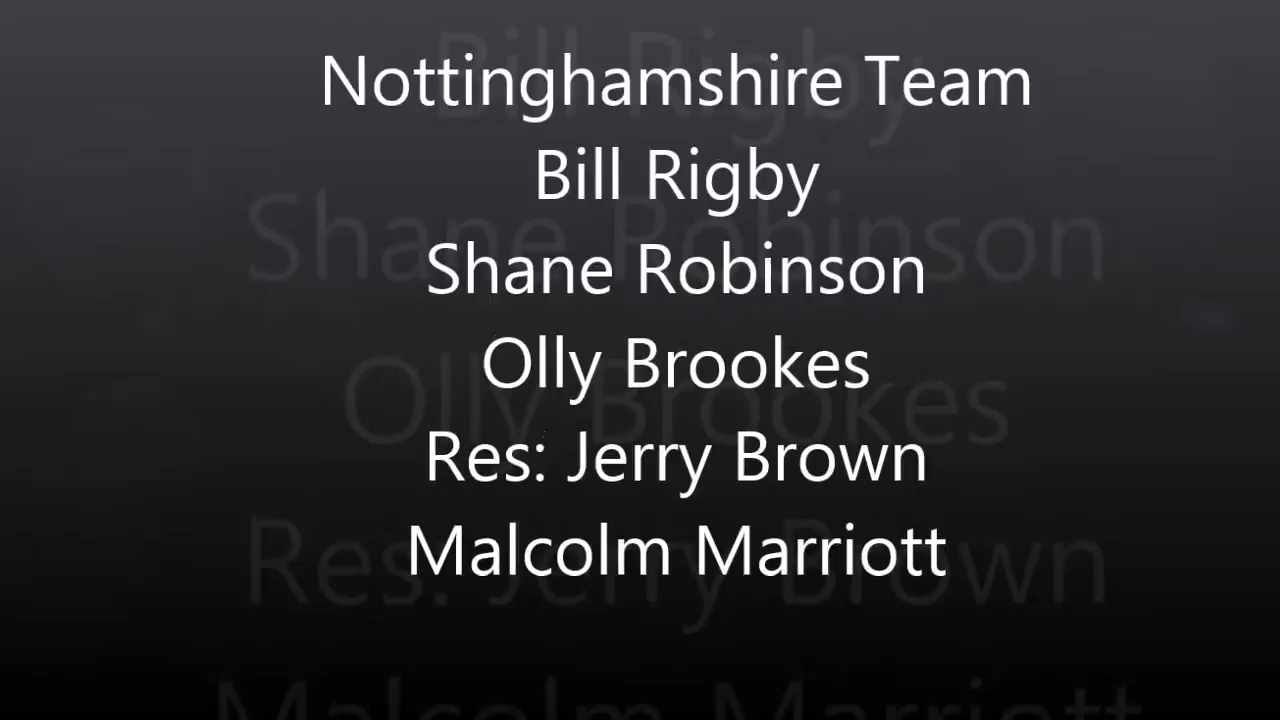 Nottinghamshire Team
Bill Rigby
Shane Robinson
Olly Brookes
Res: Jerry Brown
Malcolm Marriott